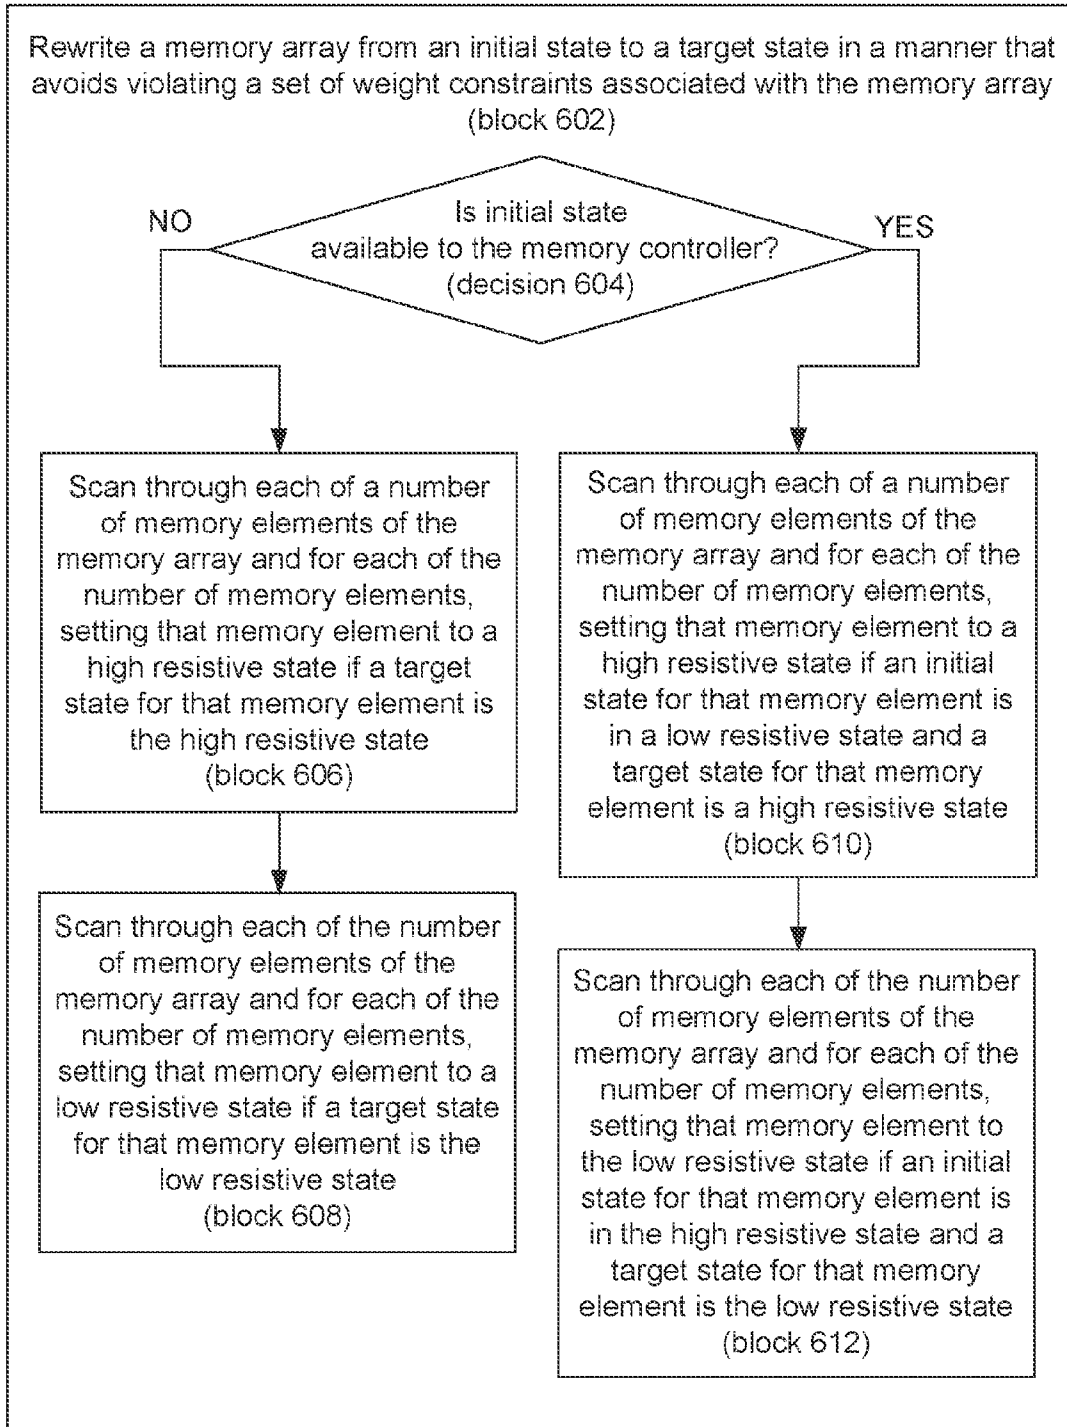 Rewrite a memory array from an initial state to a target state in a manner that
avoids violating a set of weight constraints associated with the memory array
(block 602)
Is initial state
available to the memory controller?
(decision 604)
NO
YES
Scan through each of a number
of memory elements of the
memory array and for each of the
number of memory elements,
setting that memory element to a
high resistive state if a target
state for that memory element is
the high resistive state
(block 606)
Scan through each of the number
of memory elements of the
memory array and for each of the
number of memory elements,
setting that memory element to a
low resistive state if a target state
for that memory element is the
low resistive state
(block 608)
Scan through each of a number
of memory elements of the
memory array and for each of the
number of memory elements,
setting that memory element to a
high resistive state if an initial
state for that memory element is
in a low resistive state and a
target state for that memory
element is a high resistive state
(block 610)
Scan through each of the number
of memory elements of the
memory array and for each of the
number of memory elements,
setting that memory element to
the low resistive state if an initial
state for that memory element is
in the high resistive state and a
target state for that memory
element is the low resistive state
(block 612)